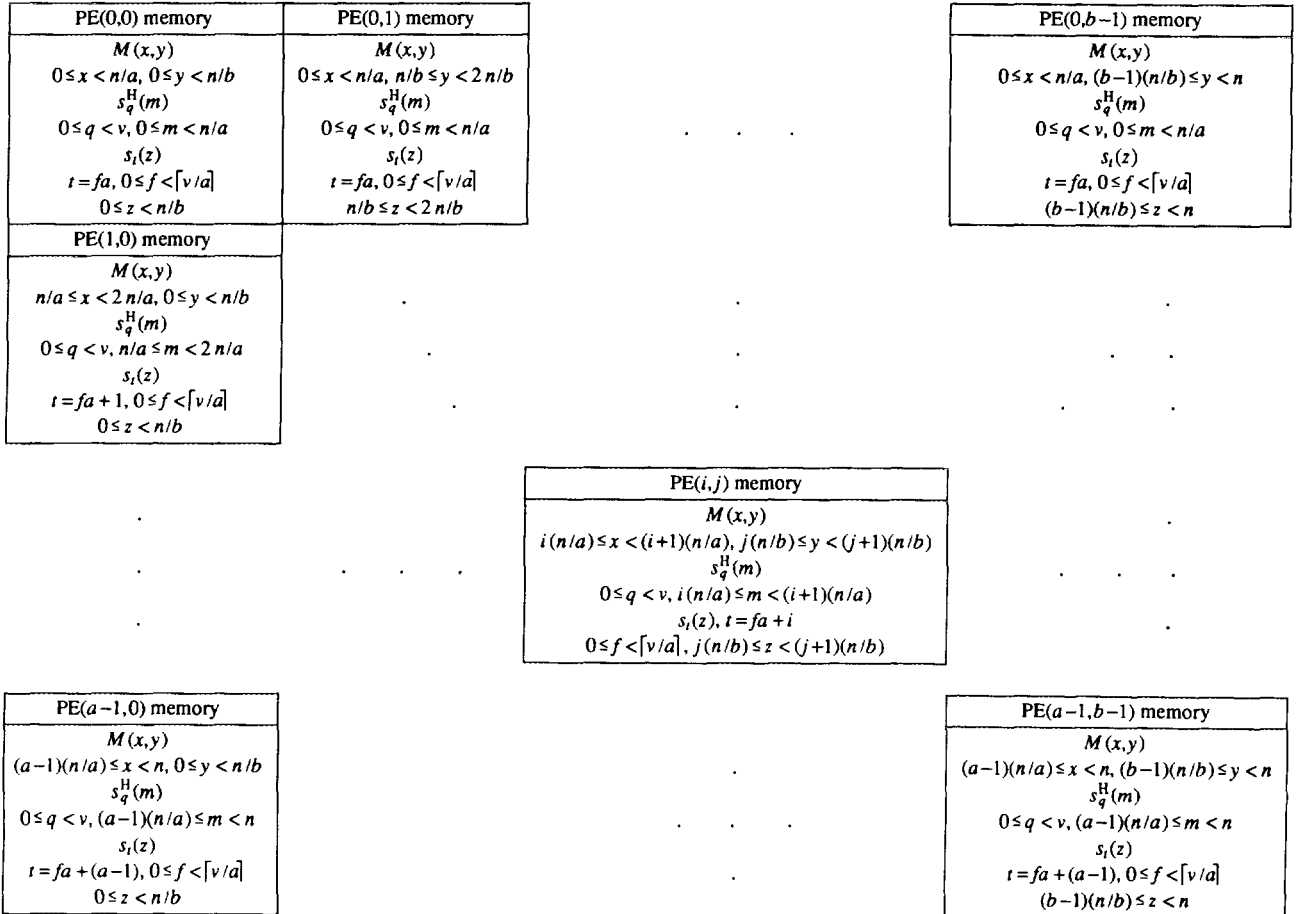 PE(0,0) memory
M(x,y)
0≤x<n/a, 0≤y<n/b
s_q^H(m)
0≤q<v, 0≤m<n/a
s_t(z)
t=fa, 0≤f<⌈v/a⌉
0≤z<n/b
PE(0,1) memory
M(x,y)
0≤x<n/a, n/b≤y<2n/b
s_q^H(m)
0≤q<v, 0≤m<n/a
s_t(z)
t=fa, 0≤f<⌈v/a⌉
n/b≤z<2n/b
. . .
PE(0,b−1) memory
M(x,y)
0≤x<n/a, (b−1)(n/b)≤y<n
s_q^H(m)
0≤q<v, 0≤m<n/a
s_t(z)
t=fa, 0≤f<⌈v/a⌉
(b−1)(n/b)≤z<n
PE(1,0) memory
M(x,y)
n/a≤x<2n/a, 0≤y<n/b
s_q^H(m)
0≤q<v, n/a≤m<2n/a
s_t(z)
t=fa+1, 0≤f<⌈v/a⌉
0≤z<n/b
PE(i,j) memory
M(x,y)
i(n/a)≤x<(i+1)(n/a), j(n/b)≤y<(j+1)(n/b)
s_q^H(m)
0≤q<v, i(n/a)≤m<(i+1)(n/a)
s_t(z), t=fa+i
0≤f<⌈v/a⌉, j(n/b)≤z<(j+1)(n/b)
PE(a−1,0) memory
M(x,y)
(a−1)(n/a)≤x<n, 0≤y<n/b
s_q^H(m)
0≤q<v, (a−1)(n/a)≤m<n
s_t(z)
t=fa+(a−1), 0≤f<⌈v/a⌉
0≤z<n/b
PE(a−1,b−1) memory
M(x,y)
(a−1)(n/a)≤x<n, (b−1)(n/b)≤y<n
s_q^H(m)
0≤q<v, (a−1)(n/a)≤m<n
s_t(z)
t=fa+(a−1), 0≤f<⌈v/a⌉
(b−1)(n/b)≤z<n